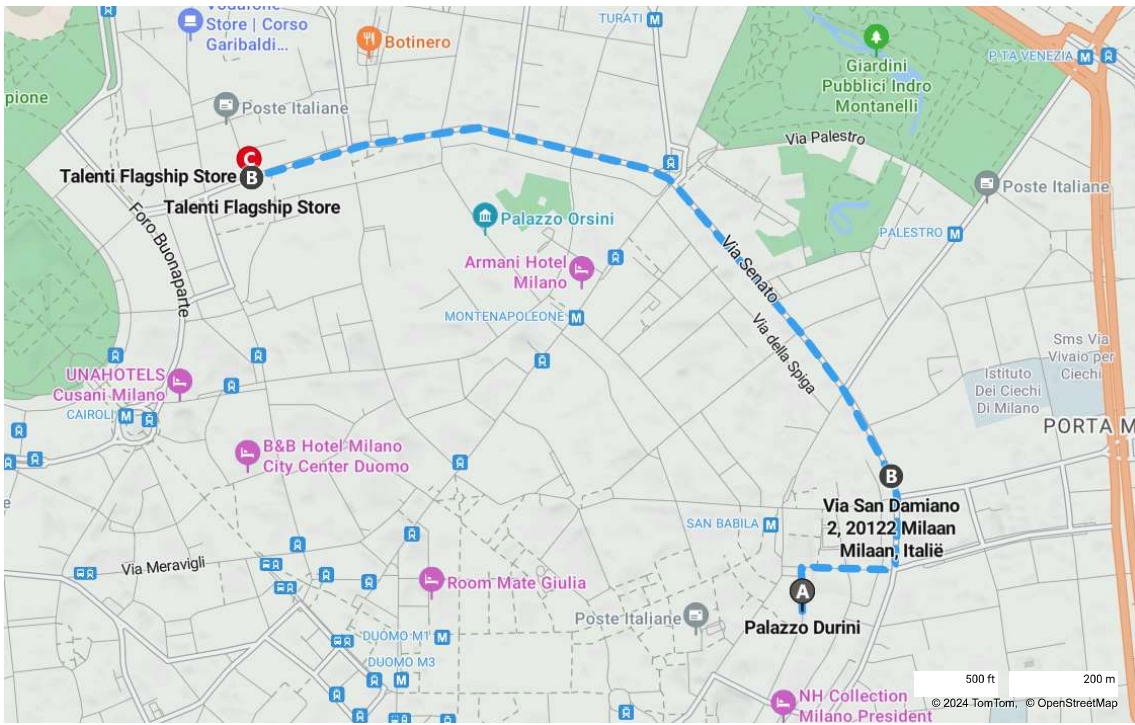 Vodafone
Store | Corso
Garibaldi...
Botinero
TURATI M
Giardini
Pubblici Indro
Montanelli
P.TA VENEZIA M
pione
Poste Italiane
Via Palestro
C
Talenti Flagship Store B
Talenti Flagship Store
Poste Italiane
Foro Buonaparte
Palazzo Orsini
PALESTRO M
Via Senato
Armani Hotel
Milano
MONTENAPOLEONE M
Via della Spiga
Sms Via
Vivaio per
Ciechi
Istituto
Dei Ciechi
Di Milano
UNAHOTELS
Cusani Milano
CAIROLI M
PORTA M
B&B Hotel Milano
City Center Duomo
B
Via San Damiano
2, 20122 Milaan
Milaan, Italië
SAN BABILA M
e
Via Meravigli
Room Mate Giulia
A
Poste Italiane
Palazzo Durini
DUOMO M1 M
DUOMO M3
M
500 ft
200 m
NH Collection
Milano President
© 2024 TomTom, © OpenStreetMap